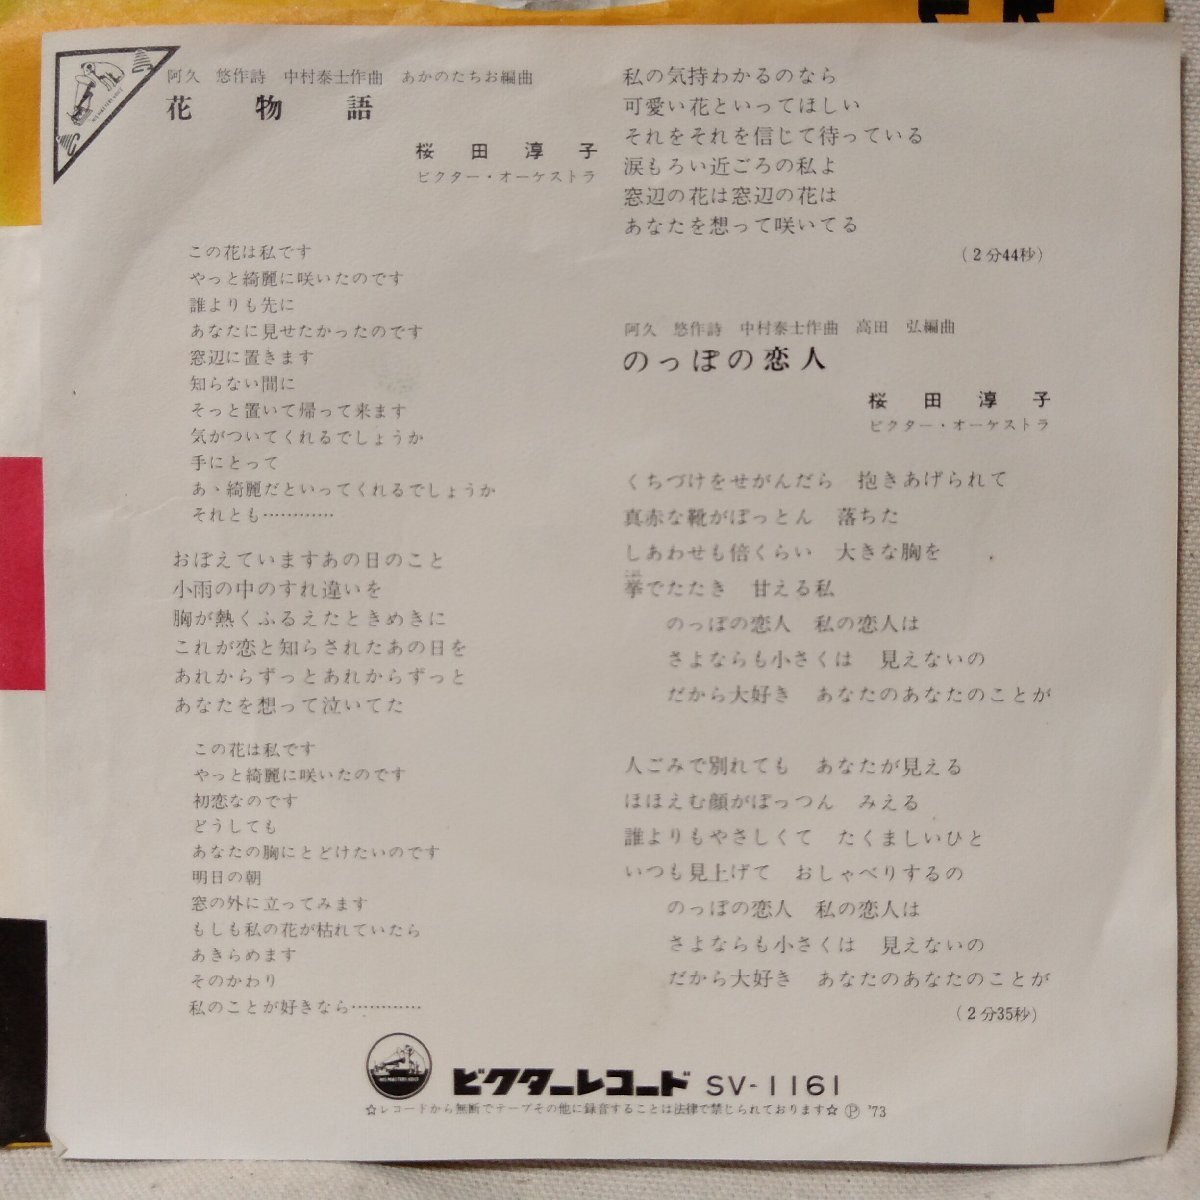 阿久 悠作詩 中村泰士作曲 あかのたちお編曲
花物語
桜田淳子
ビクター・オーケストラ
この花は私です
やっと綺麗に咲いたのです
誰よりも先に
あなたに見せたかったのです
窓辺に置きます
知らない間に
そっと置いて帰って来ます
気がついてくれるでしょうか
手にとって
あゝ綺麗だといってくれるでしょうか
それとも…………
おぼえていますあの日のこと
小雨の中のすれ違いを
胸が熱くふるえたときめきに
これが恋と知らされたあの日を
あれからずっとあれからずっと
あなたを想って泣いてた
この花は私です
やっと綺麗に咲いたのです
初恋なのです
どうしても
あなたの胸にとどけたいのです
明日の朝
窓の外に立ってみます
もしも私の花が枯れていたら
あきらめます
そのかわり
私のことが好きなら…………
私の気持わかるのなら
可愛い花といってほしい
それをそれを信じて待っている
涙もろい近ごろの私よ
窓辺の花は窓辺の花は
あなたを想って咲いてる
(2分44秒)
阿久 悠作詩 中村泰士作曲 高田 弘編曲
のっぽの恋人
桜田淳子
ビクター・オーケストラ
くちづけをせがんだら 抱きあげられて
真赤な靴がぽっとん 落ちた
しあわせも倍くらい 大きな胸を
拳でたたき 甘える私
のっぽの恋人 私の恋人は
さよならも小さくは 見えないの
だから大好き あなたのあなたのことが
人ごみで別れても あなたが見える
ほほえむ顔がぽっつん みえる
誰よりもやさしくて たくましいひと
いつも見上げて おしゃべりするの
のっぽの恋人 私の恋人は
さよならも小さくは 見えないの
だから大好き あなたのあなたのことが
(2分35秒)
ビクターレコード SV-1161
☆レコードから無断でテープその他に録音することは法律で禁じられております☆ Ⓟ '73